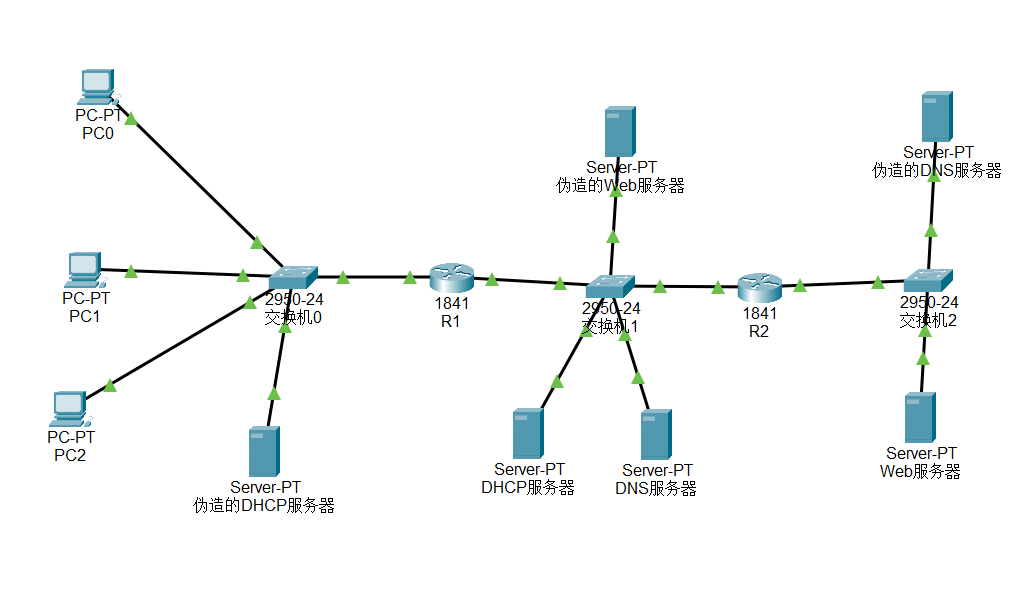 PC-PT
PC0
Server-PT
伪造的Web服务器
Server-PT
伪造的DNS服务器
PC-PT
PC1
2950-24
交换机0
1841
R1
2950-24
交换机1
1841
R2
2950-24
交换机2
PC-PT
PC2
Server-PT
伪造的DHCP服务器
Server-PT
DHCP服务器
Server-PT
DNS服务器
Server-PT
Web服务器